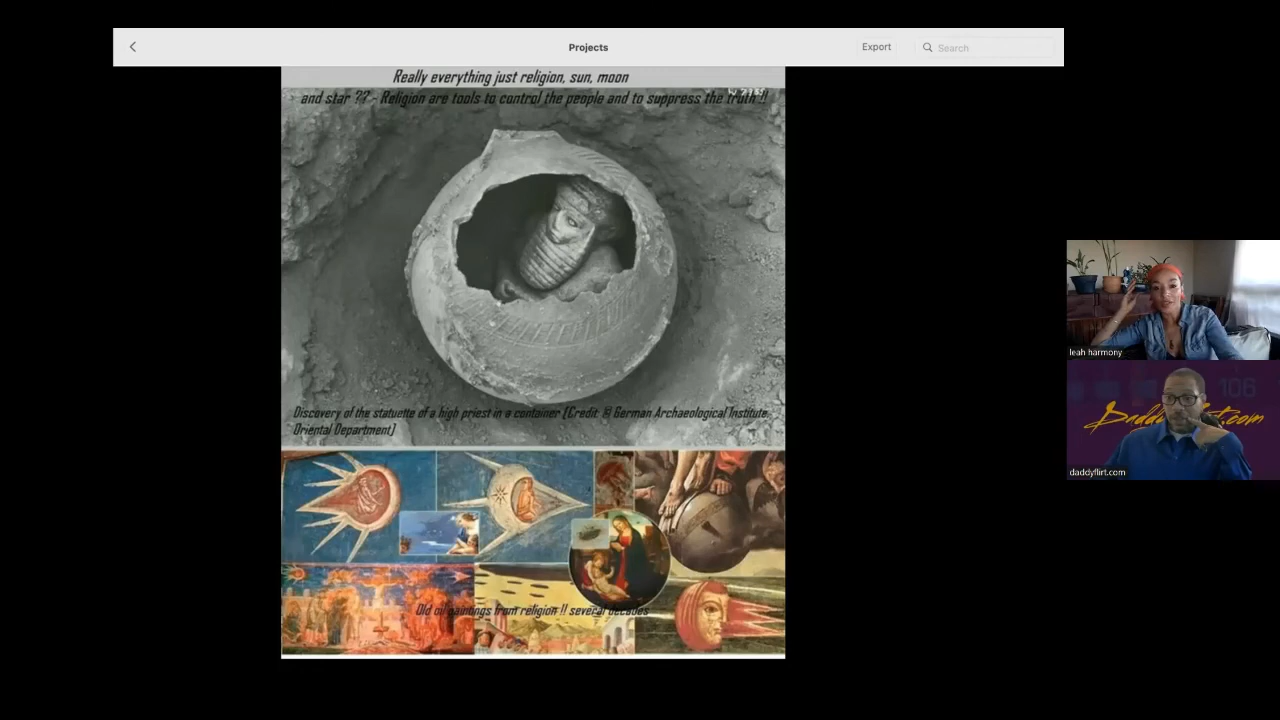 Projects
Export
Search
Really everything just religion, sun, moon
and star ?? - Religion are tools to control the people and to suppress the truth !!
Discovery of the statuette of a high priest in a container (Credit: © German Archaeological Institute,
Oriental Department)
Old oil paintings from religion !! several decades
leah harmony
106
daddyflirt.com